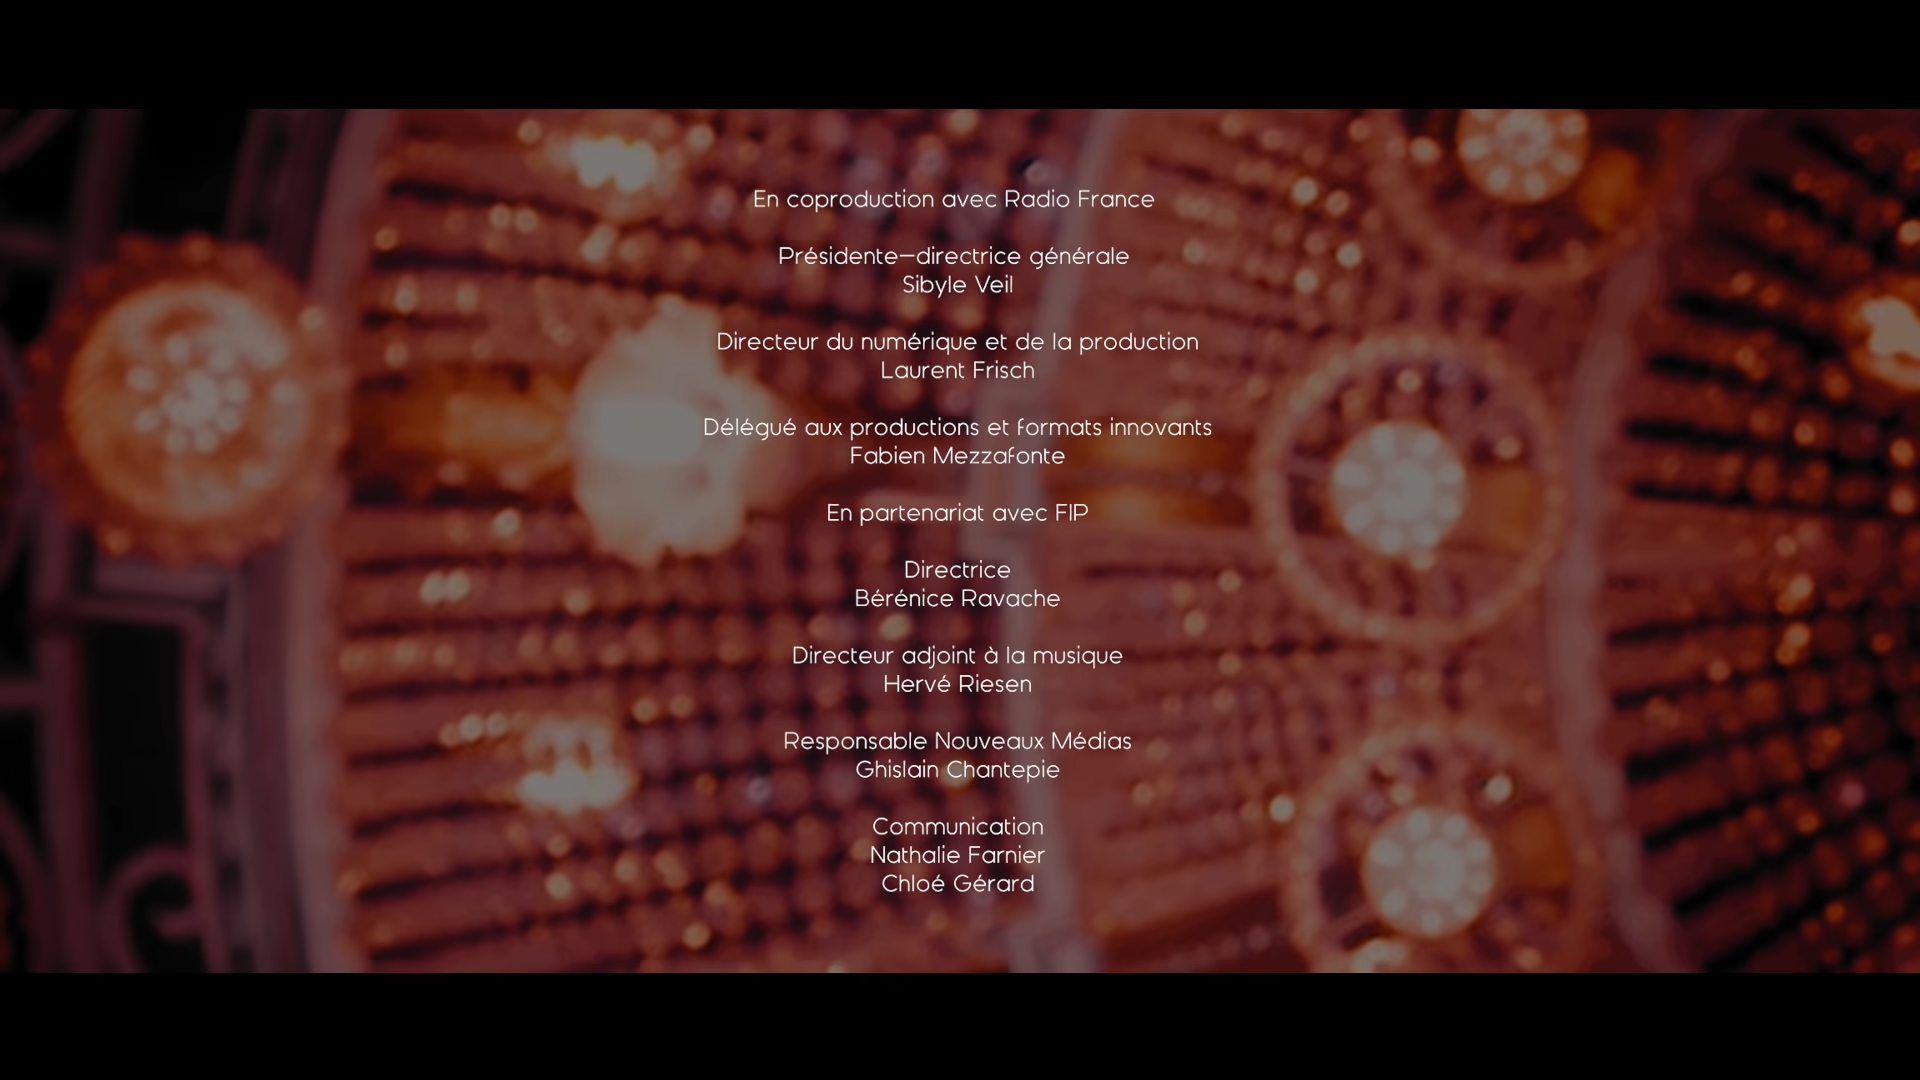 En coproduction avec Radio France
Présidente-directrice générale
Sibyle Veil
Directeur du numérique et de la production
Laurent Frisch
Délégué aux productions et formats innovants
Fabien Mezzafonte
En partenariat avec FIP
Directrice
Bérénice Ravache
Directeur adjoint à la musique
Hervé Riesen
Responsable Nouveaux Médias
Ghislain Chantepie
Communication
Nathalie Farnier
Chloé Gérard